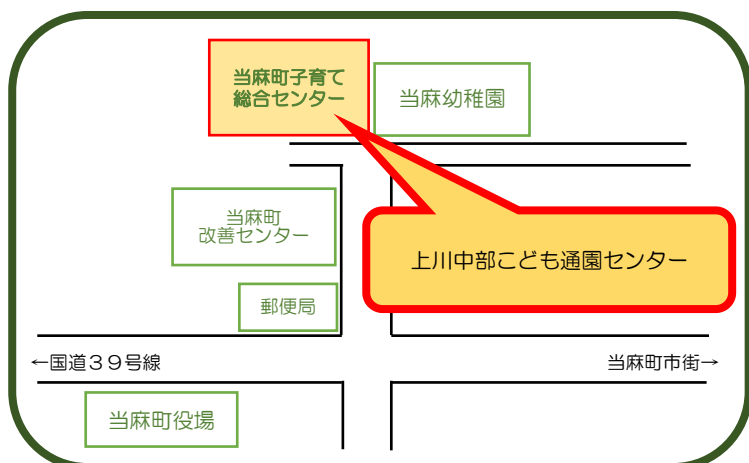 当麻町子育て
総合センター
当麻幼稚園
当麻町
改善センター
上川中部こども通園センター
郵便局
←国道39号線
当麻町市街→
当麻町役場